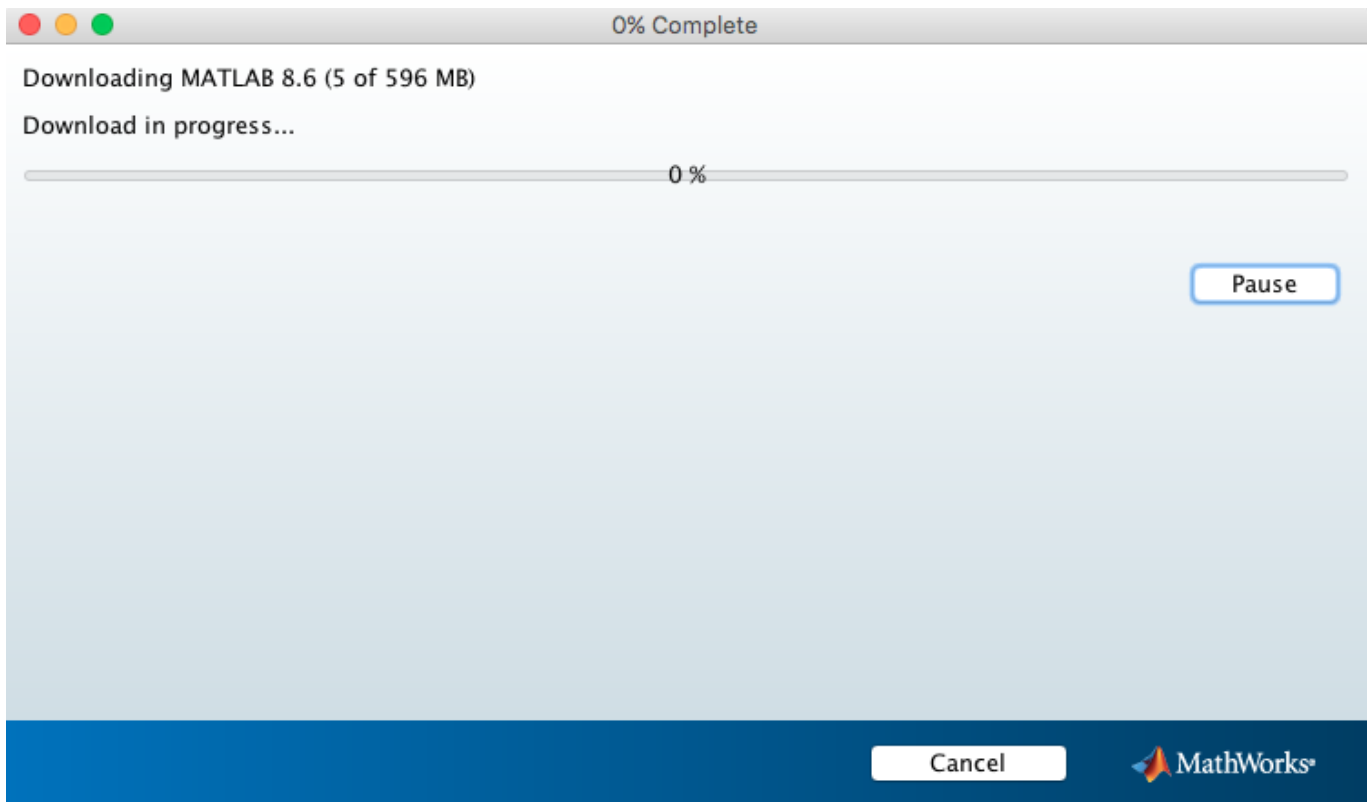 0% Complete
Downloading MATLAB 8.6 (5 of 596 MB)
Download in progress...
0 %
Pause
Cancel
MathWorks®